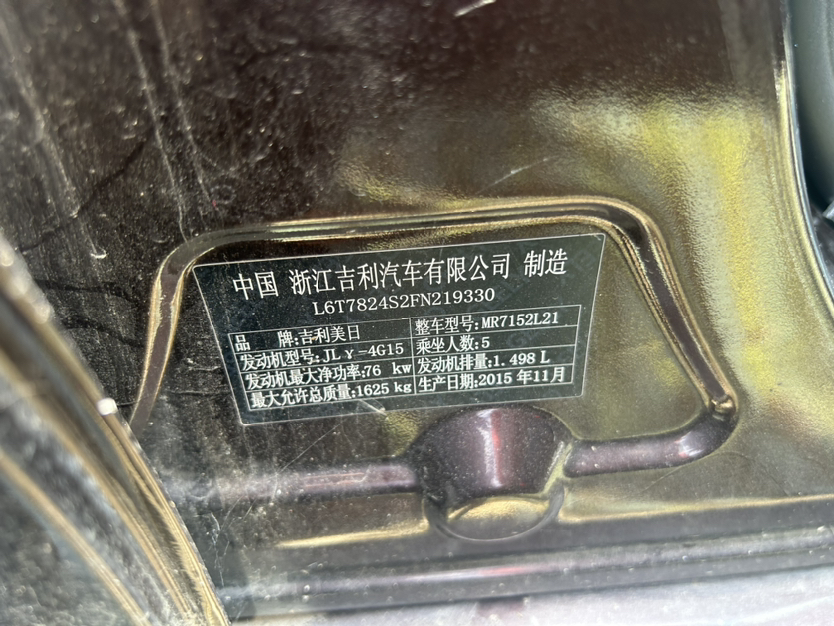 中国 浙江吉利汽车有限公司 制造
L6T7824S2FN219330
品 牌:吉利美日 整车型号:MR7152L21
发动机型号:JLγ-4G15 乘坐人数:5
发动机最大净功率:76 kw 发动机排量:1.498 L
最大允许总质量:1625 kg 生产日期:2015 年11月